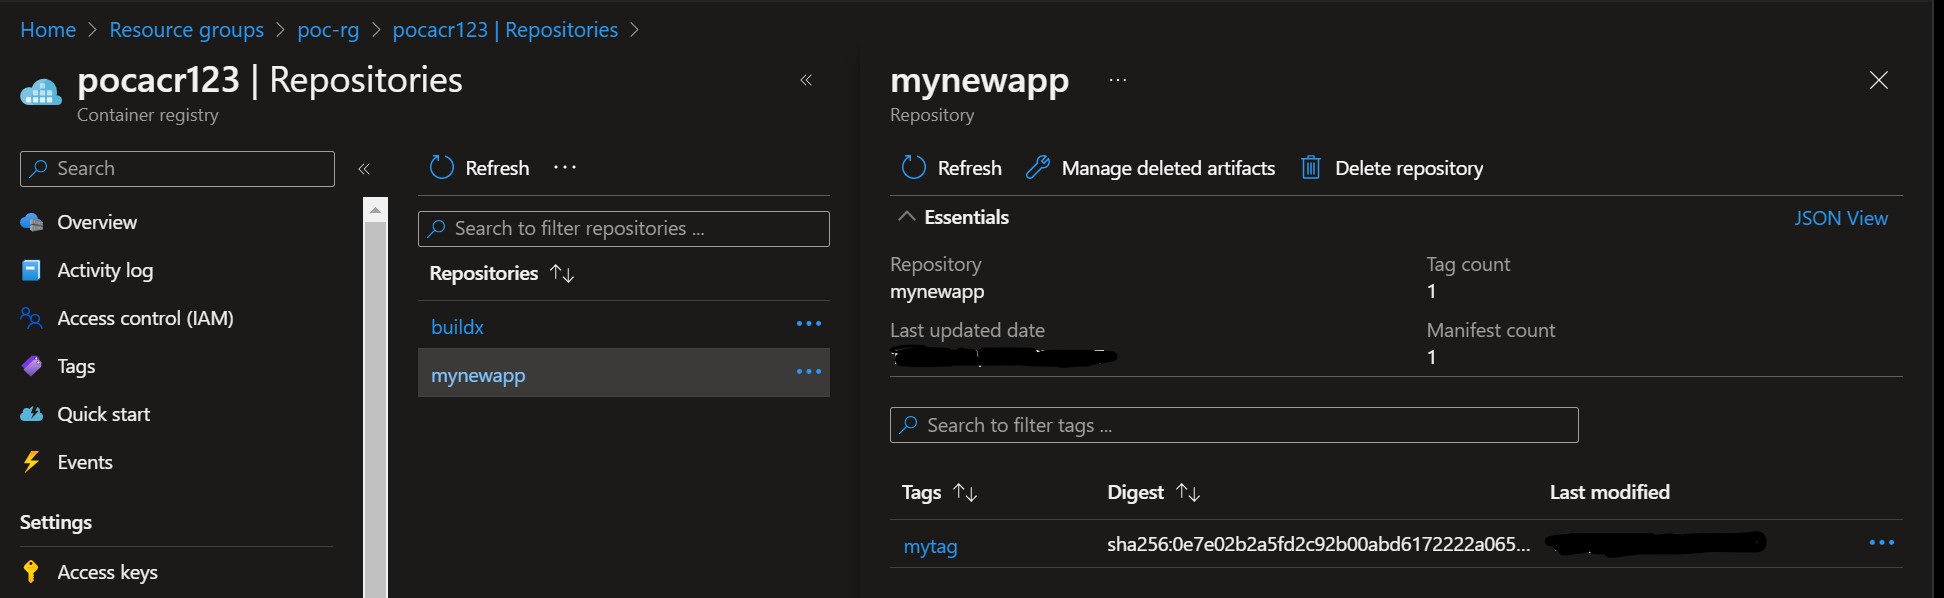 Home > Resource groups > poc-rg > pocacr123 | Repositories >
pocacr123 | Repositories
Container registry
Search
Overview
Activity log
Access control (IAM)
Tags
Quick start
Events
Settings
Access keys
Refresh ...
Search to filter repositories ...
Repositories
buildx
mynewapp
mynewapp ...
Repository
Refresh
Manage deleted artifacts
Delete repository
Essentials
JSON View
Repository
mynewapp
Last updated date
Tag count
1
Manifest count
1
Search to filter tags ...
Tags Digest Last modified
mytag sha256:0e7e02b2a5fd2c92b00abd6172222a065...